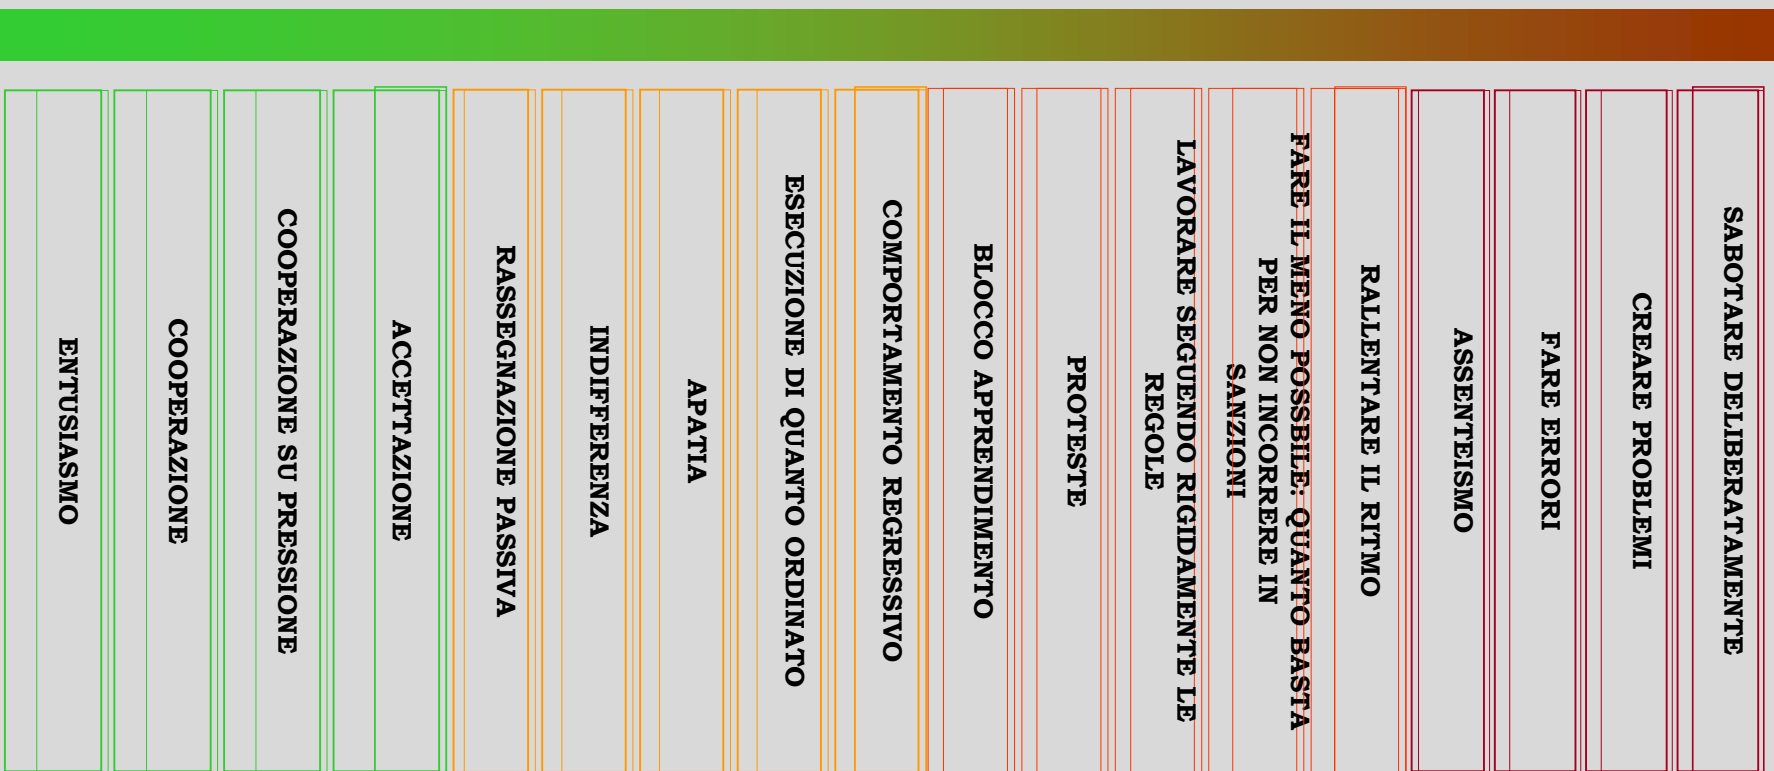 ENTUSIASMO
COOPERAZIONE
COOPERAZIONE SU PRESSIONE
ACCETTAZIONE
RASSEGNAZIONE PASSIVA
INDIFFERENZA
APATIA
ESECUZIONE DI QUANTO ORDINATO
COMPORTAMENTO REGRESSIVO
BLOCCO APPRENDIMENTO
PROTESTE
LAVORARE SEGUENDO RIGIDAMENTE LE
REGOLE
FARE IL MENO POSSBILE: QUANTO BASTA
PER NON INCORRERE IN
SANZIONI
RALLENTARE IL RITMO
ASSENTEISMO
FARE ERRORI
CREARE PROBLEMI
SABOTARE DELIBERATAMENTE